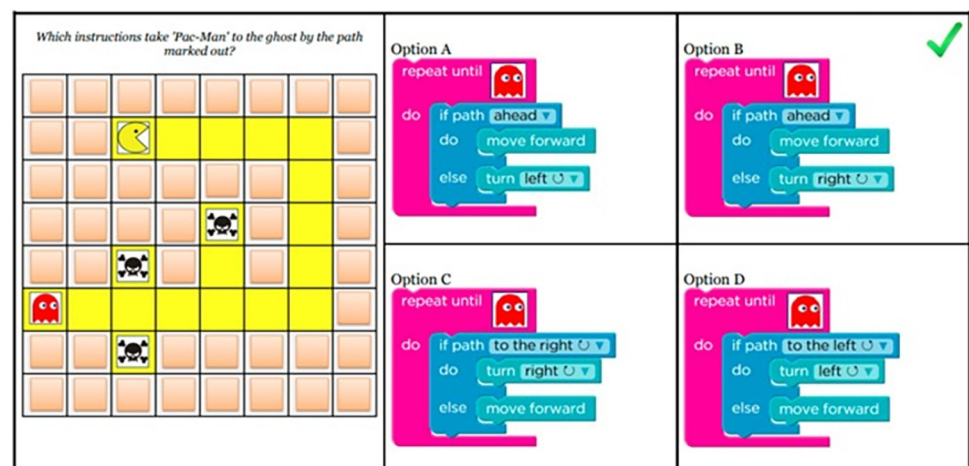 Which instructions take 'Pac-Man' to the ghost by the path
marked out?
Option A
repeat until
do if path ahead ▼
do move forward
else turn left ↺ ▼
Option B
repeat until
do if path ahead ▼
do move forward
else turn right ↻ ▼
Option C
repeat until
do if path to the right ↻ ▼
do turn right ↻ ▼
else move forward
Option D
repeat until
do if path to the left ↺ ▼
do turn left ↺ ▼
else move forward